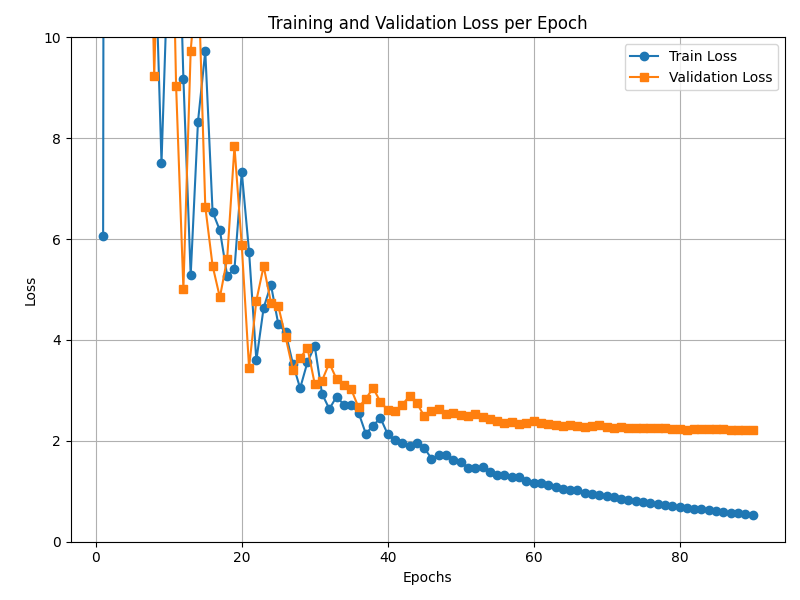 Training and Validation Loss per Epoch
10
8
6
4
2
0
Loss
Train Loss
Validation Loss
0 20 40 60 80
Epochs